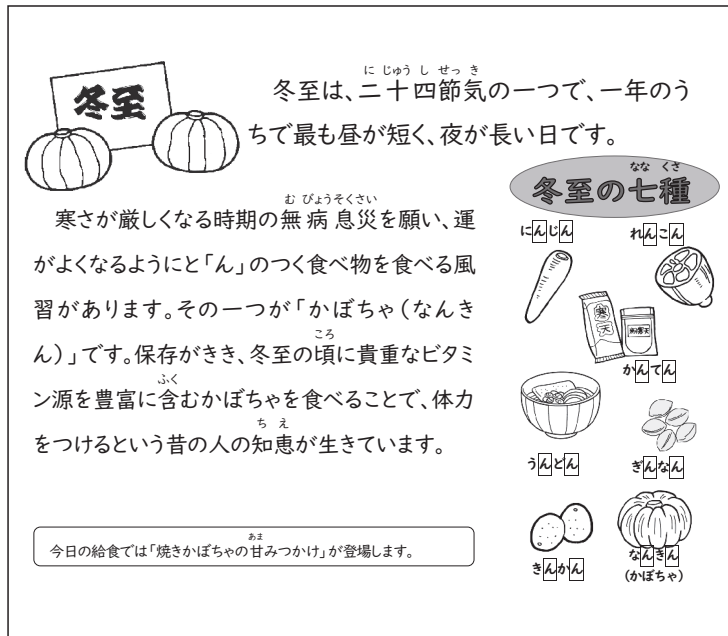 冬至
冬至は、二十四節気の一つで、一年のう
ちで最も昼が短く、夜が長い日です。
寒さが厳しくなる時期の無病息災を願い、運
がよくなるようにと「ん」のつく食べ物を食べる風
習があります。その一つが「かぼちゃ(なんき
ん)」です。保存がきき、冬至の頃に貴重なビタミ
ン源を豊富に含むかぼちゃを食べることで、体力
をつけるという昔の人の知恵が生きています。
今日の給食では「焼きかぼちゃの甘みつかけ」が登場します。
冬至の七種
にんじん
れんこん
寒天
粉寒天
かんてん
うんどん
ぎんなん
きんかん
なんきん
(かぼちゃ)